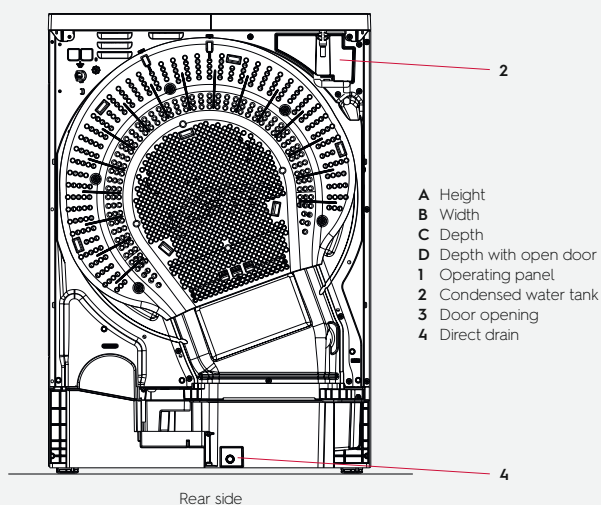 2
A Height
B Width
C Depth
D Depth with open door
1 Operating panel
2 Condensed water tank
3 Door opening
4 Direct drain
4
Rear side